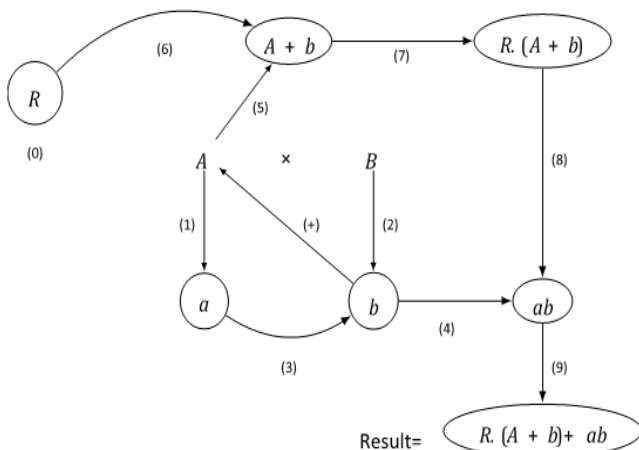 (6)
A + b
(7)
R. (A + b)
R
(5)
(0)
A × B
(8)
(1)
(+)
(2)
a
b
(4)
ab
(3)
(9)
Result= R. (A + b)+ ab